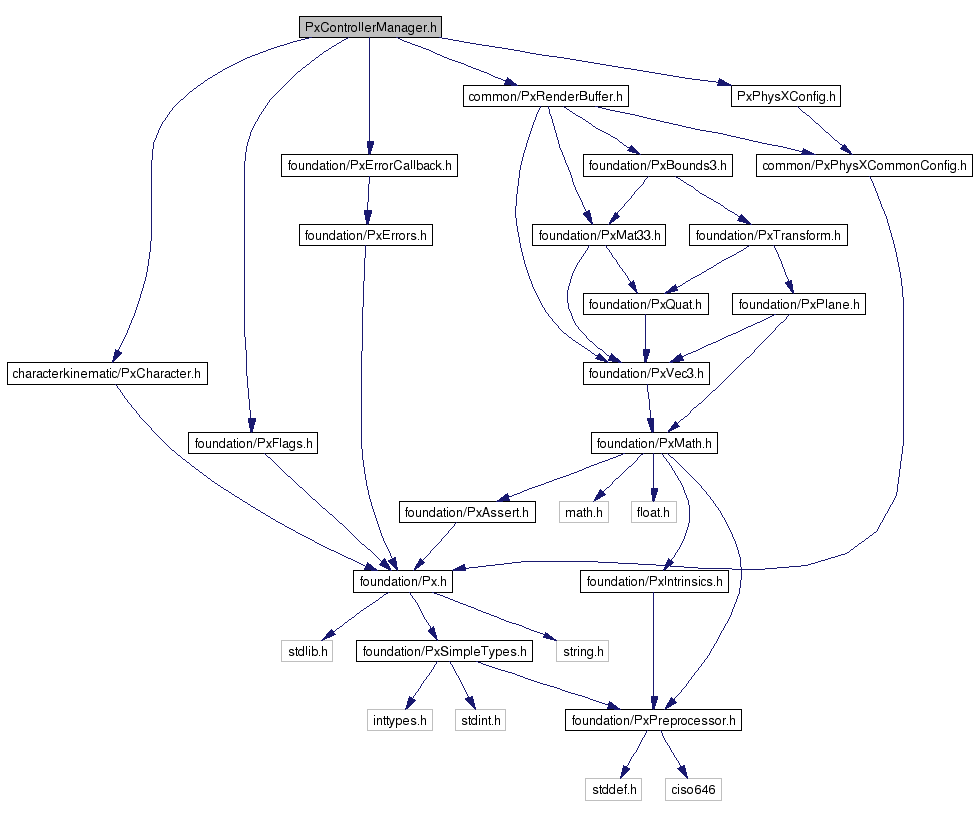 PxControllerManager.h
common/PxRenderBuffer.h
PxPhysXConfig.h
foundation/PxErrorCallback.h
foundation/PxBounds3.h
common/PxPhysXCommonConfig.h
foundation/PxErrors.h
foundation/PxMat33.h
foundation/PxTransform.h
foundation/PxQuat.h
foundation/PxPlane.h
characterkinematic/PxCharacter.h
foundation/PxVec3.h
foundation/PxFlags.h
foundation/PxMath.h
foundation/PxAssert.h
math.h
float.h
foundation/Px.h
foundation/PxIntrinsics.h
stdlib.h
foundation/PxSimpleTypes.h
string.h
inttypes.h
stdint.h
foundation/PxPreprocessor.h
stddef.h
ciso646